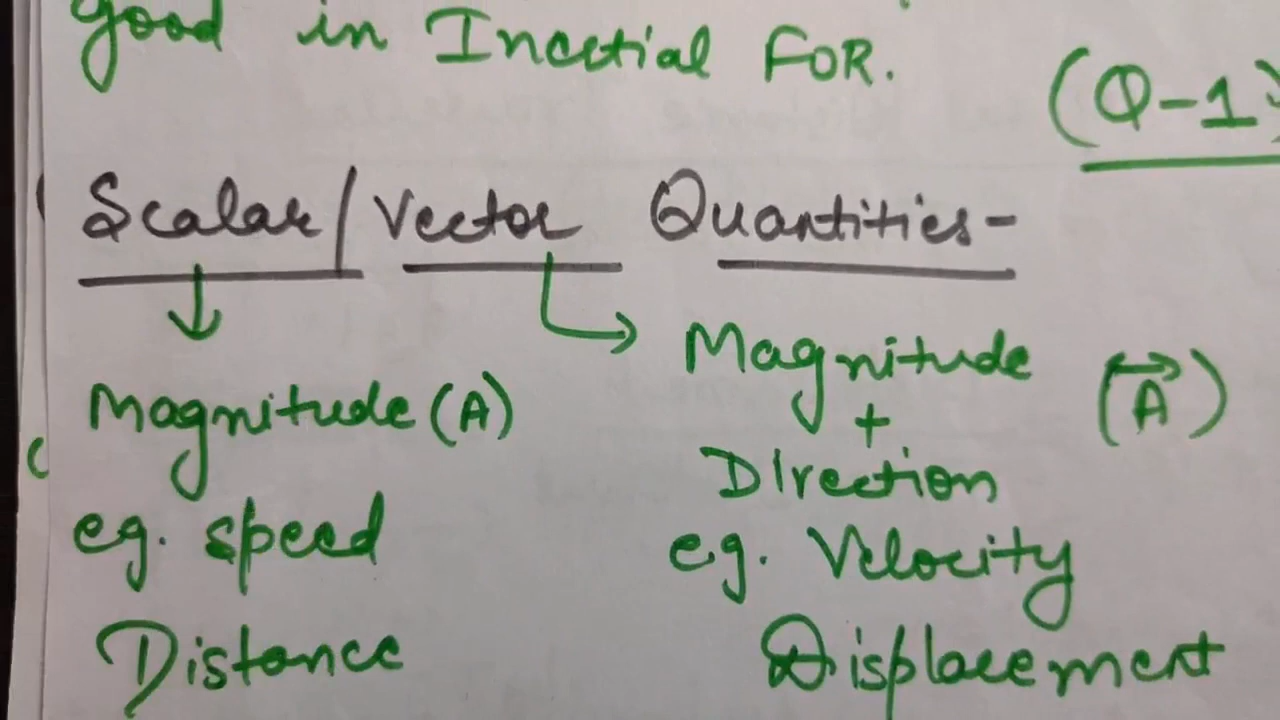 good in Inertial FOR.
(Q-1)
Scalar/Vector Quantities-
Magnitude (A)
eg. speed
Distance
Magnitude (A⃗)
+
DIrection
eg. Velocity
Displacement